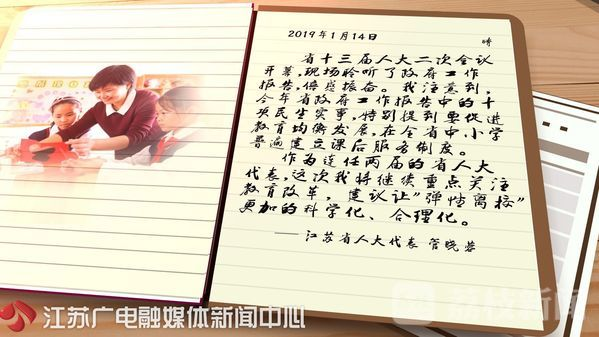 2019年1月14日 晴
省十三届人大二次会议
开幕,现场聆听了政府工作
报告,倍感振奋。我注意到,
今年省政府工作报告中的十
项民生实事,特别提到要促进
教育均衡发展,在全省中小学
普遍建立课后服务制度。
作为连任两届的省人大
代表,这次我将继续重点关注
教育改革,建议让"弹性离校"
更加的科学化、合理化。
——江苏省人大代表 管晓蓉
江苏广电融媒体新闻中心
荔枝新闻